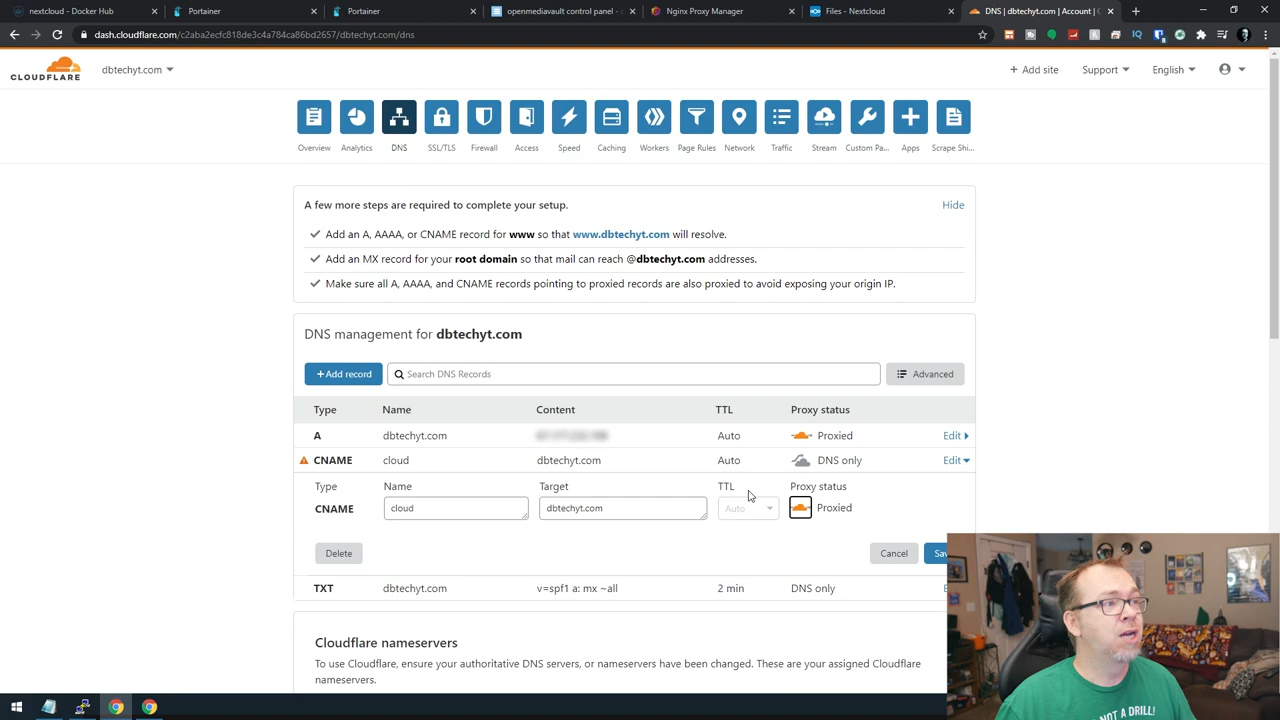 nextcloud - Docker Hub
Portainer
Portainer
openmediavault control panel -
Nginx Proxy Manager
Files - Nextcloud
DNS | dbtechyt.com | Account | C
dash.cloudflare.com/c2aba2ecfc818de3c4a784ca86bd2657/dbtechyt.com/dns
CLOUDFLARE
dbtechyt.com
+ Add site
Support
English
Overview
Analytics
DNS
SSL/TLS
Firewall
Access
Speed
Caching
Workers
Page Rules
Network
Traffic
Stream
Custom Pa...
Apps
Scrape Shi...
A few more steps are required to complete your setup.
Hide
Add an A, AAAA, or CNAME record for www so that www.dbtechyt.com will resolve.
Add an MX record for your root domain so that mail can reach @dbtechyt.com addresses.
Make sure all A, AAAA, and CNAME records pointing to proxied records are also proxied to avoid exposing your origin IP.
DNS management for dbtechyt.com
+Add record
Search DNS Records
Advanced
Type Name Content TTL Proxy status
A dbtechyt.com Auto Proxied Edit
CNAME cloud dbtechyt.com Auto DNS only Edit
Type Name Target TTL Proxy status
CNAME cloud dbtechyt.com Auto Proxied
Delete
Cancel
TXT dbtechyt.com v=spf1 a: mx ~all 2 min DNS only
Cloudflare nameservers
To use Cloudflare, ensure your authoritative DNS servers, or nameservers have been changed. These are your assigned Cloudflare
nameservers.
NOT A DRILL!